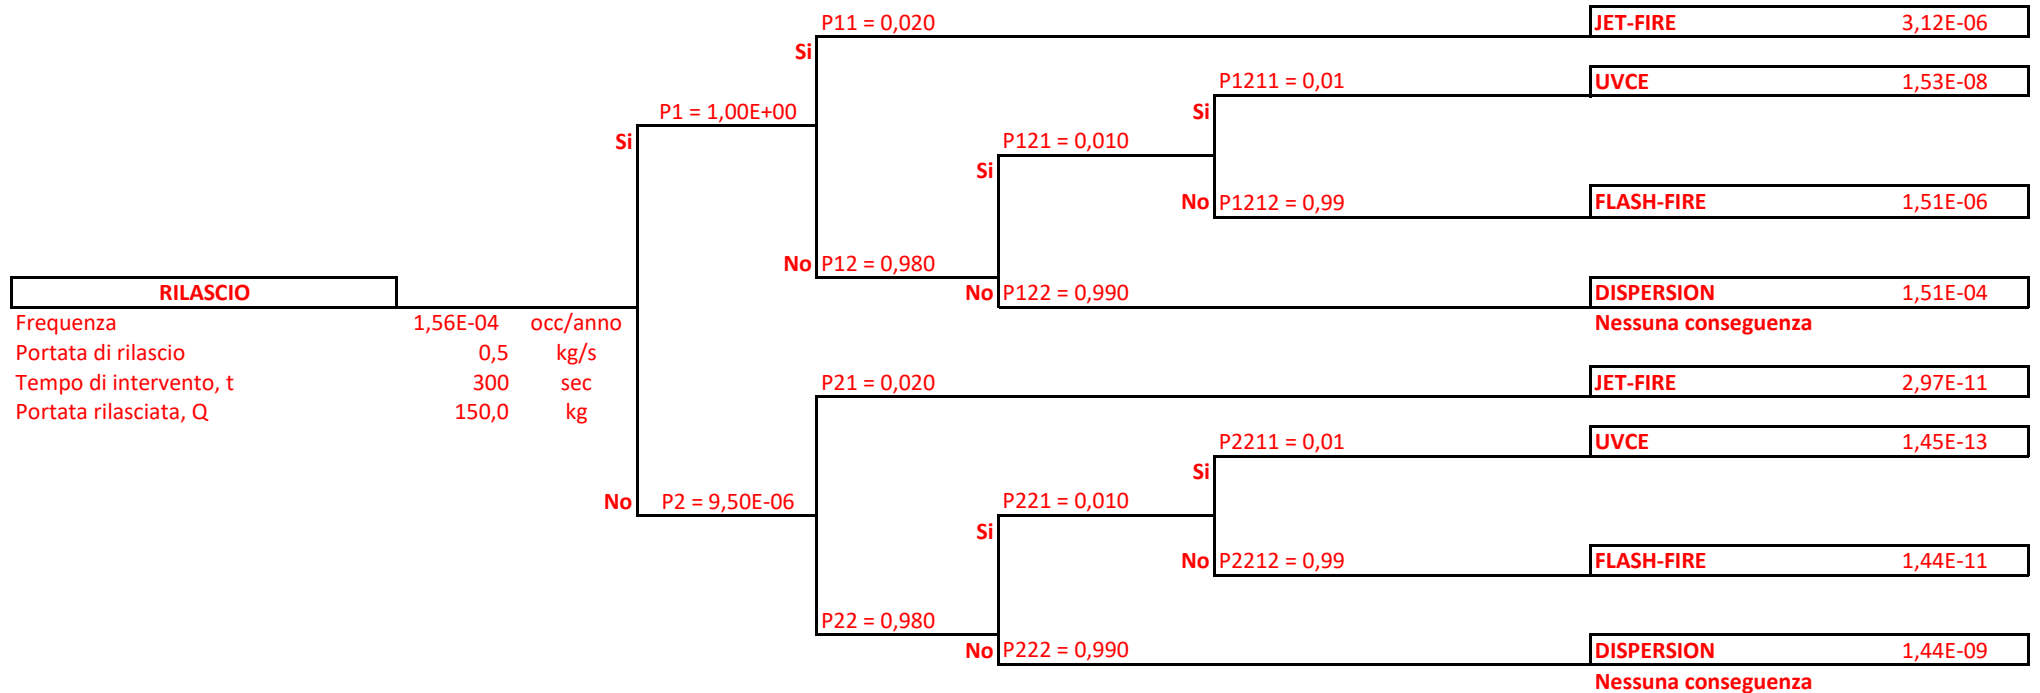 P11 = 0,020 JET-FIRE 3,12E-06
Si
P1211 = 0,01 UVCE 1,53E-08
P1 = 1,00E+00 Si
Si P121 = 0,010
Si
No P1212 = 0,99 FLASH-FIRE 1,51E-06
No P12 = 0,980
RILASCIO No P122 = 0,990 DISPERSION 1,51E-04
Frequenza 1,56E-04 occ/anno Nessuna conseguenza
Portata di rilascio 0,5 kg/s
Tempo di intervento, t 300 sec P21 = 0,020 JET-FIRE 2,97E-11
Portata rilasciata, Q 150,0 kg
P2211 = 0,01 UVCE 1,45E-13
Si
No P2 = 9,50E-06 P221 = 0,010
Si
No P2212 = 0,99 FLASH-FIRE 1,44E-11
P22 = 0,980
No P222 = 0,990 DISPERSION 1,44E-09
Nessuna conseguenza